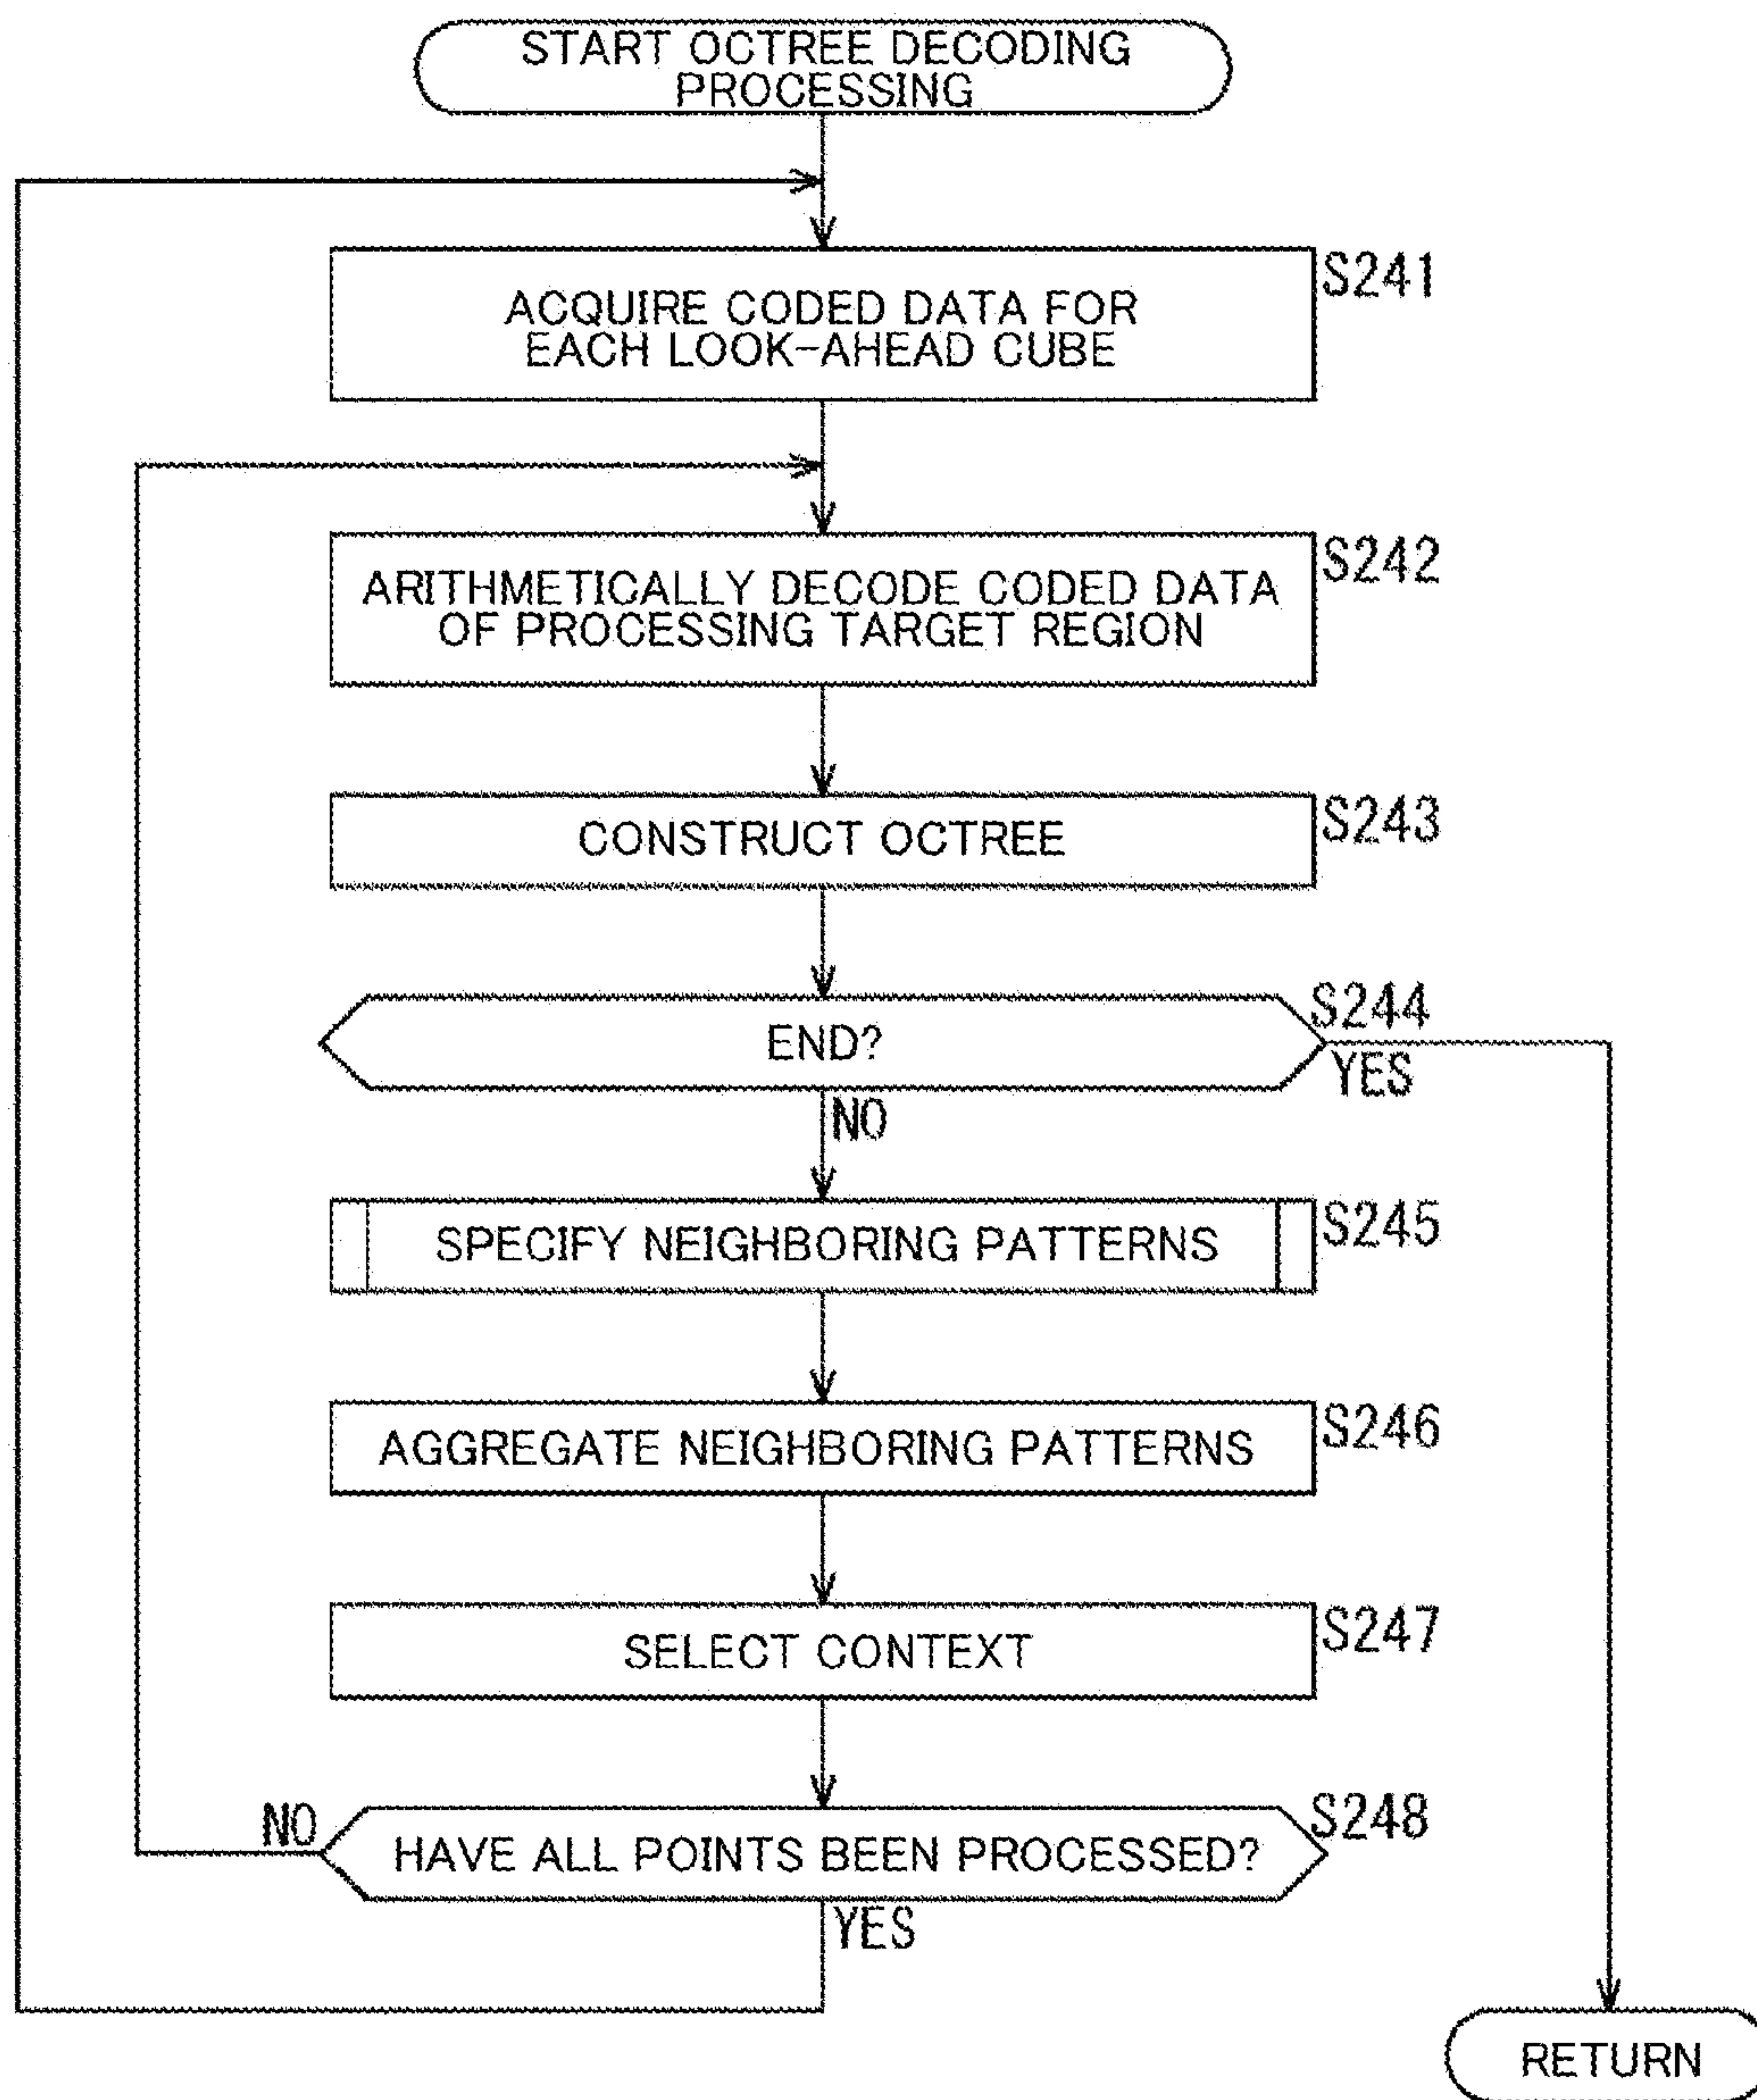 START OCTREE DECODING
PROCESSING
S241
ACQUIRE CODED DATA FOR
EACH LOOK-AHEAD CUBE
S242
ARITHMETICALLY DECODE CODED DATA
OF PROCESSING TARGET REGION
S243
CONSTRUCT OCTREE
S244
END?
YES
NO
S245
SPECIFY NEIGHBORING PATTERNS
S246
AGGREGATE NEIGHBORING PATTERNS
S247
SELECT CONTEXT
S248
NO
HAVE ALL POINTS BEEN PROCESSED?
YES
RETURN